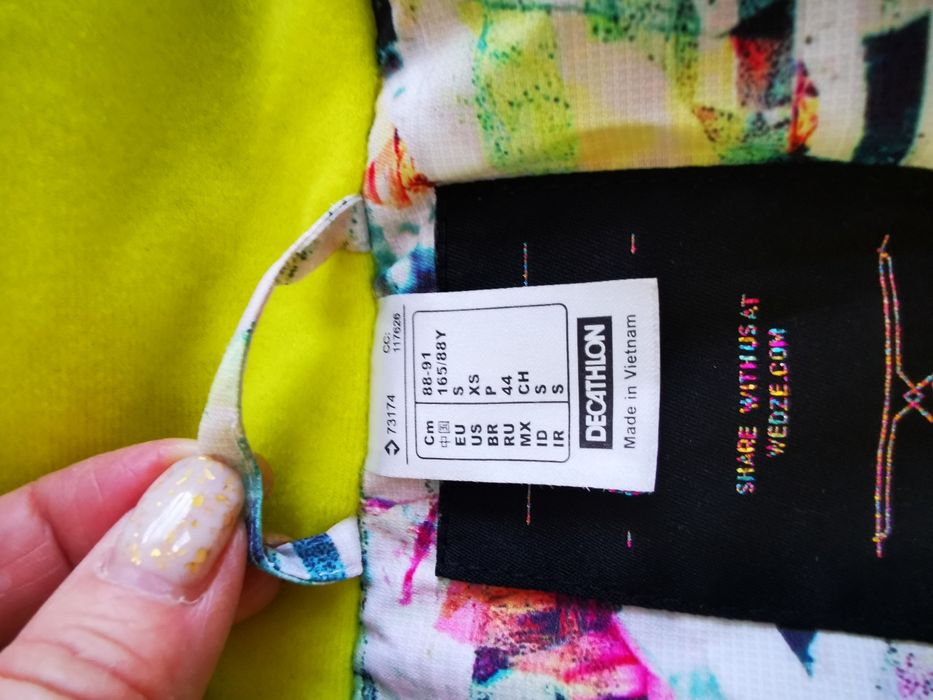 73174
CC:
117626
Cm 88-91
中国 165/88Y
EU S
US XS
BR P
RU 44
MX CH
ID S
IR S
DECATHLON
Made in Vietnam
SHARE WITH US AT
WEDZE.COM